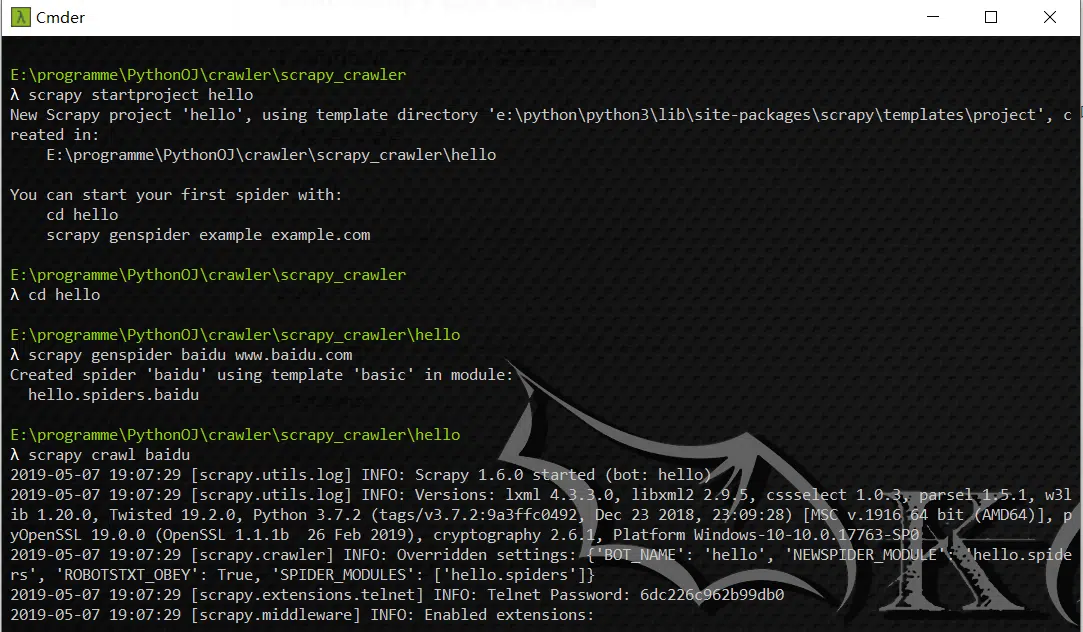 Cmder
E:\programme\PythonOJ\crawler\scrapy_crawler
λ scrapy startproject hello
New Scrapy project 'hello', using template directory 'e:\python\python3\lib\site-packages\scrapy\templates\project', c
reated in:
    E:\programme\PythonOJ\crawler\scrapy_crawler\hello
You can start your first spider with:
    cd hello
    scrapy genspider example example.com
E:\programme\PythonOJ\crawler\scrapy_crawler
λ cd hello
E:\programme\PythonOJ\crawler\scrapy_crawler\hello
λ scrapy genspider baidu www.baidu.com
Created spider 'baidu' using template 'basic' in module:
  hello.spiders.baidu
E:\programme\PythonOJ\crawler\scrapy_crawler\hello
λ scrapy crawl baidu
2019-05-07 19:07:29 [scrapy.utils.log] INFO: Scrapy 1.6.0 started (bot: hello)
2019-05-07 19:07:29 [scrapy.utils.log] INFO: Versions: lxml 4.3.3.0, libxml2 2.9.5, cssselect 1.0.3, parsel 1.5.1, w3l
ib 1.20.0, Twisted 19.2.0, Python 3.7.2 (tags/v3.7.2:9a3ffc0492, Dec 23 2018, 23:09:28) [MSC v.1916 64 bit (AMD64)], p
yOpenSSL 19.0.0 (OpenSSL 1.1.1b  26 Feb 2019), cryptography 2.6.1, Platform Windows-10-10.0.17763-SP0
2019-05-07 19:07:29 [scrapy.crawler] INFO: Overridden settings: {'BOT_NAME': 'hello', 'NEWSPIDER_MODULE': 'hello.spide
rs', 'ROBOTSTXT_OBEY': True, 'SPIDER_MODULES': ['hello.spiders']}
2019-05-07 19:07:29 [scrapy.extensions.telnet] INFO: Telnet Password: 6dc226c962b99db0
2019-05-07 19:07:29 [scrapy.middleware] INFO: Enabled extensions: